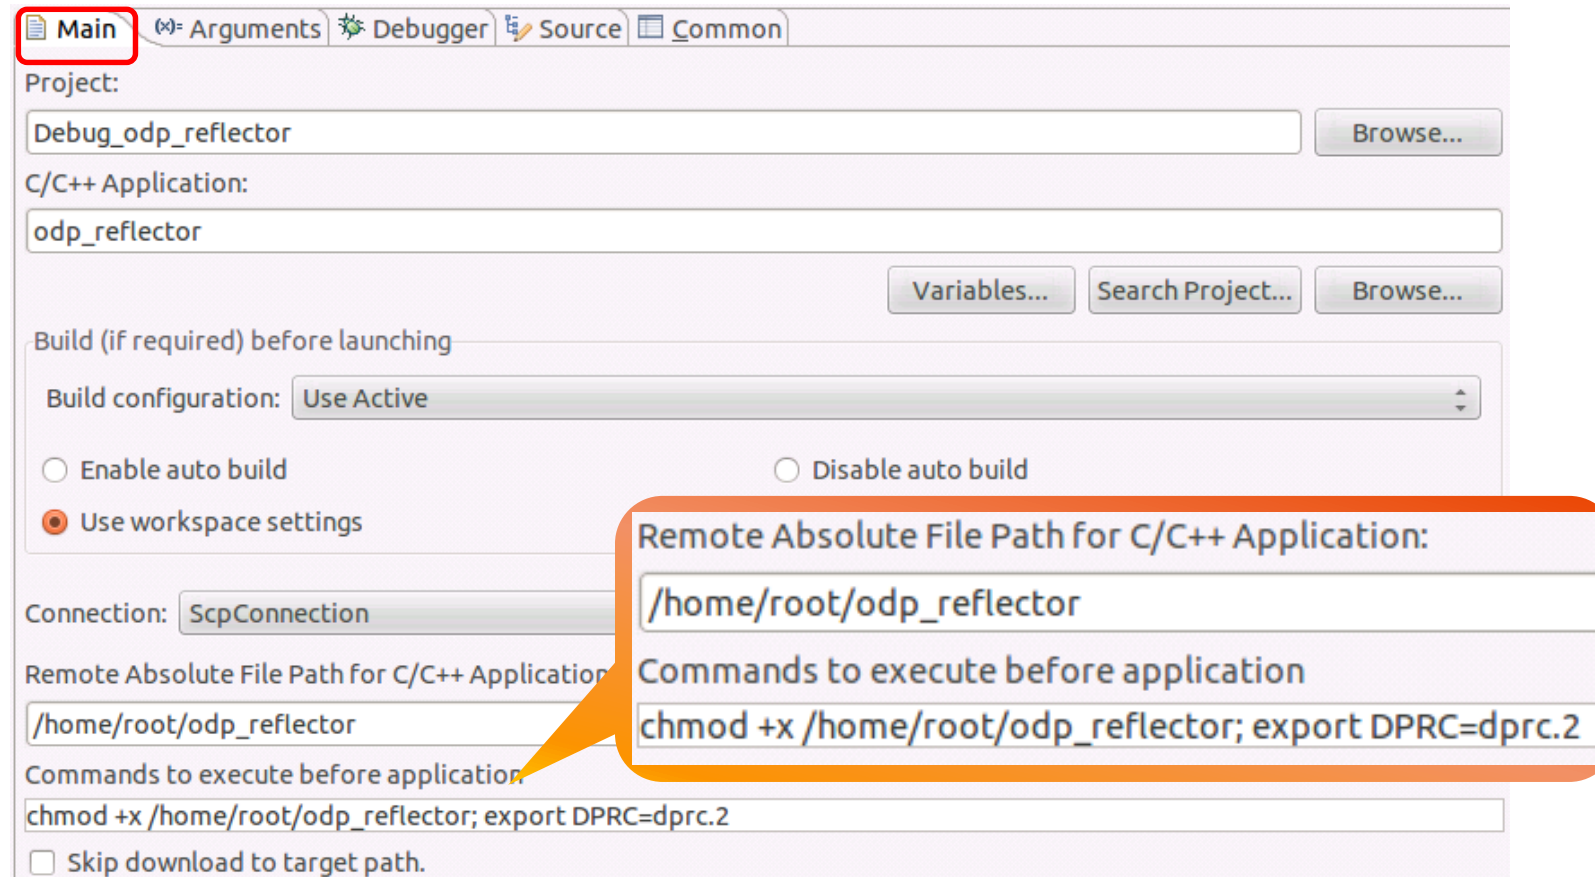 Main (x)= Arguments Debugger Source Common
Project:
Debug_odp_reflector Browse...
C/C++ Application:
odp_reflector
Variables... Search Project... Browse...
Build (if required) before launching
Build configuration: Use Active
Enable auto build Disable auto build
Use workspace settings
Connection: ScpConnection
Remote Absolute File Path for C/C++ Application
/home/root/odp_reflector
Commands to execute before application
chmod +x /home/root/odp_reflector; export DPRC=dprc.2
Skip download to target path.
Remote Absolute File Path for C/C++ Application:
/home/root/odp_reflector
Commands to execute before application
chmod +x /home/root/odp_reflector; export DPRC=dprc.2